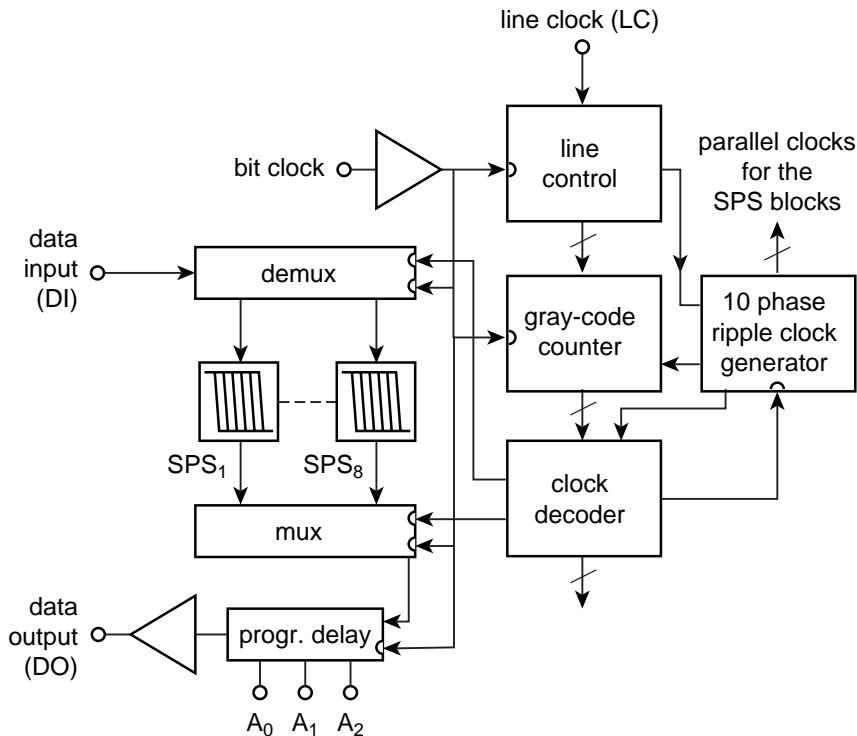 line clock (LC)
bit clock
line
control
parallel clocks
for the
SPS blocks
data
input
(DI)
demux
gray-code
counter
10 phase
ripple clock
generator
SPS₁
SPS₈
clock
decoder
mux
data
output
(DO)
progr. delay
A₀
A₁
A₂